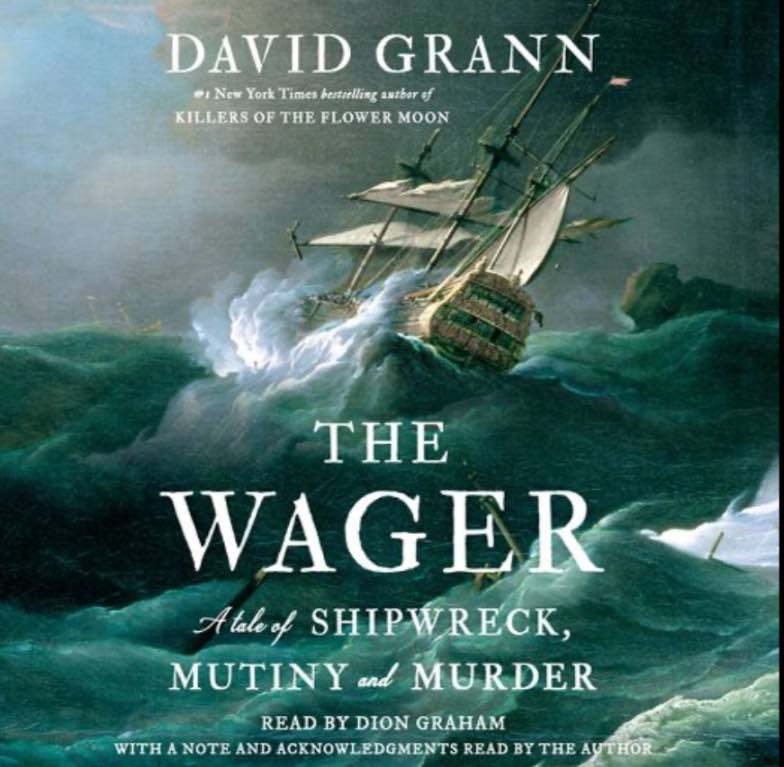 DAVID GRANN
#1 New York Times bestselling author of
KILLERS OF THE FLOWER MOON
THE
WAGER
A tale of SHIPWRECK,
MUTINY and MURDER
READ BY DION GRAHAM
WITH A NOTE AND ACKNOWLEDGMENTS READ BY THE AUTHOR